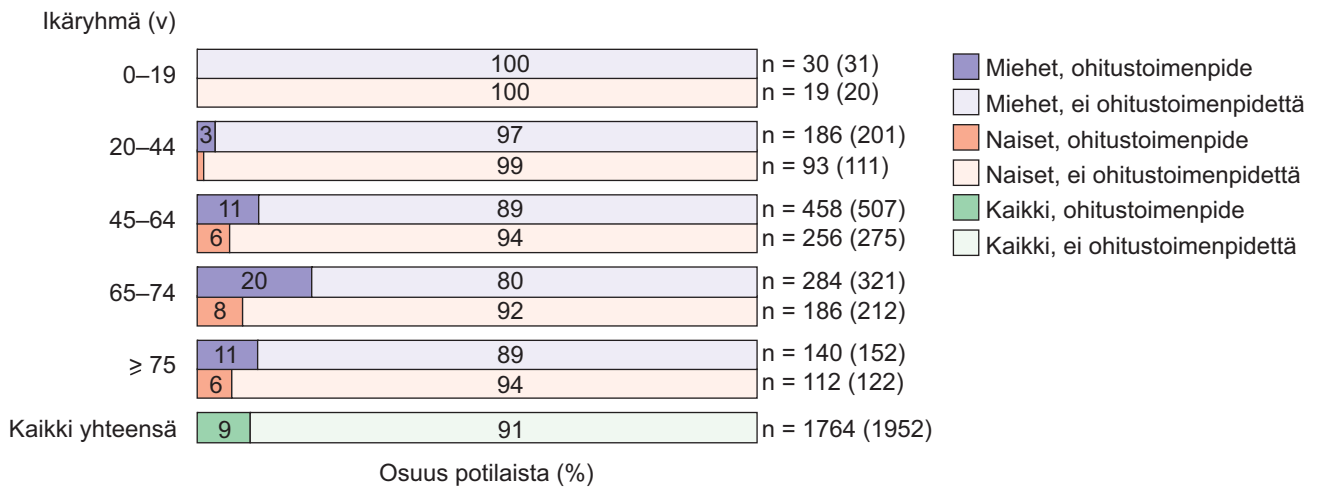 Ikäryhmä (v)
0–19
100
n = 30 (31)
100
n = 19 (20)
20–44
3
97
n = 186 (201)
99
n = 93 (111)
45–64
11
89
n = 458 (507)
6
94
n = 256 (275)
65–74
20
80
n = 284 (321)
8
92
n = 186 (212)
⩾ 75
11
89
n = 140 (152)
6
94
n = 112 (122)
Kaikki yhteensä
9
91
n = 1764 (1952)
Osuus potilaista (%)
Miehet, ohitustoimenpide
Miehet, ei ohitustoimenpidettä
Naiset, ohitustoimenpide
Naiset, ei ohitustoimenpidettä
Kaikki, ohitustoimenpide
Kaikki, ei ohitustoimenpidettä